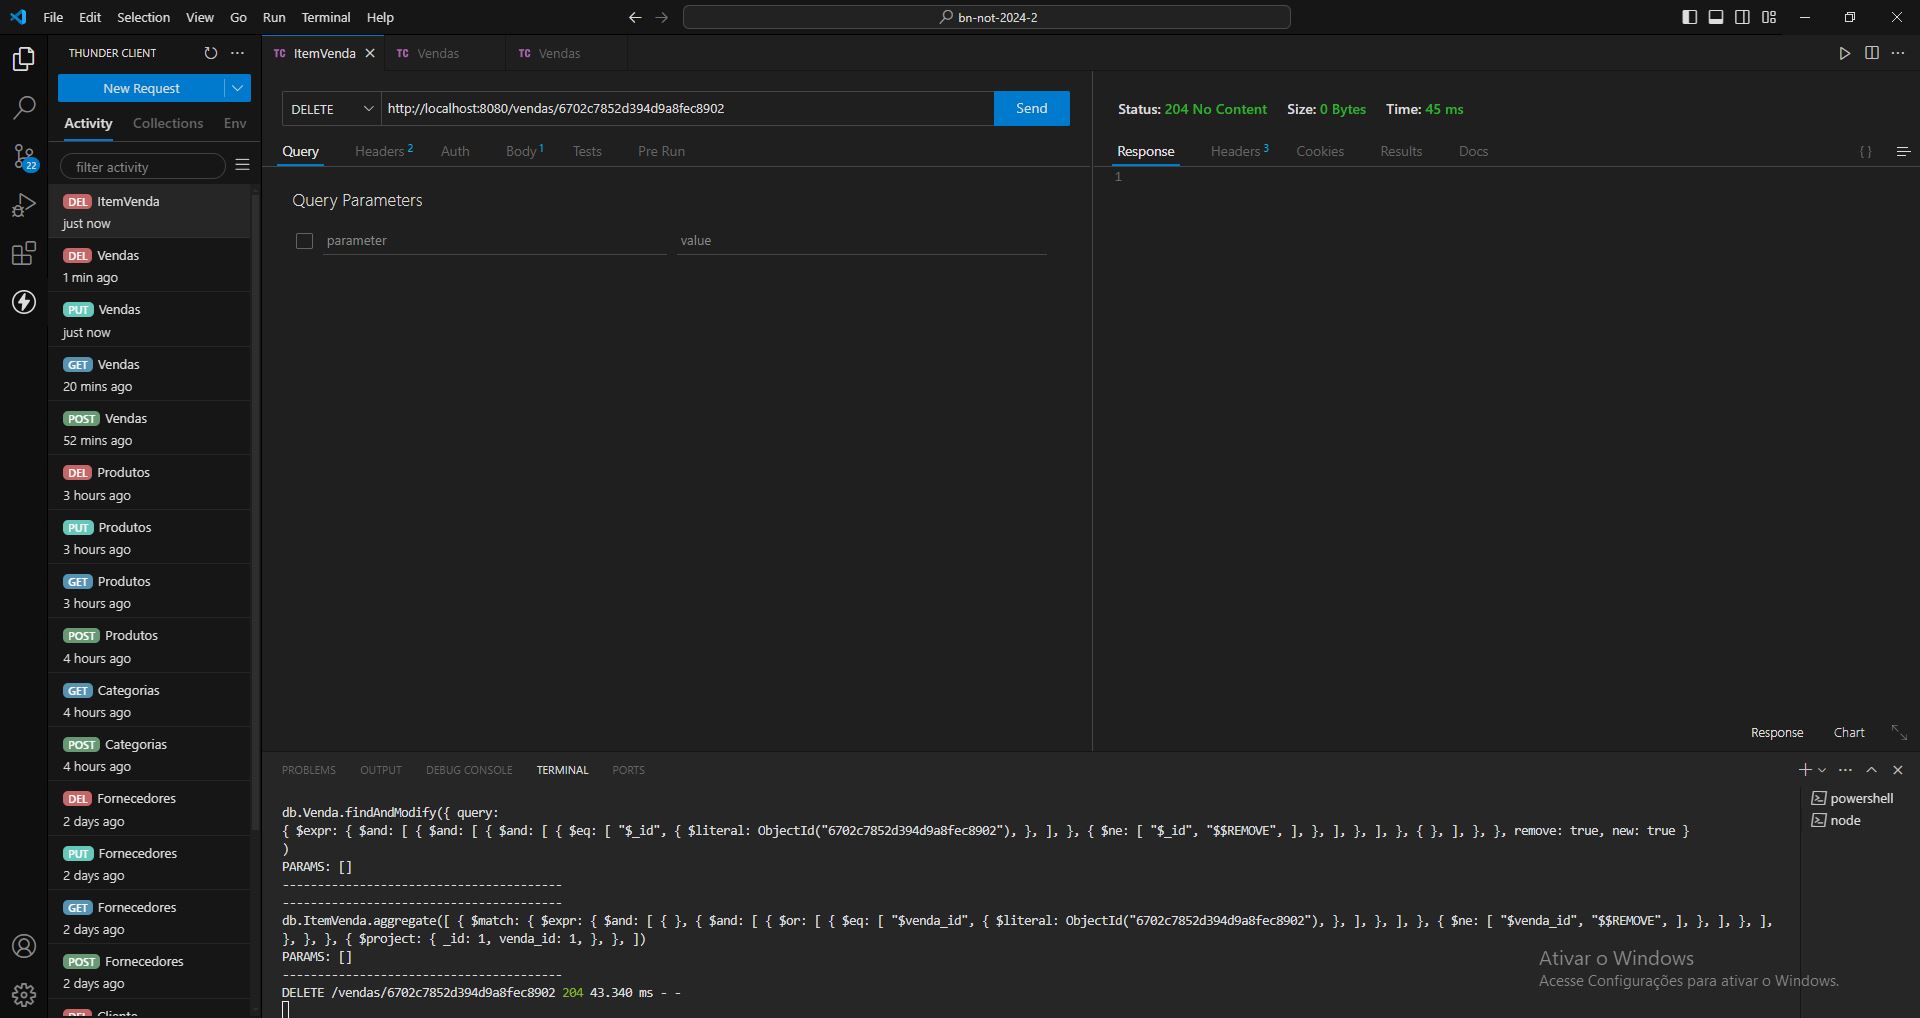 File Edit Selection View Go Run Terminal Help
bn-not-2024-2
THUNDER CLIENT
New Request
Activity Collections Env
filter activity
DEL ItemVenda
just now
DEL Vendas
1 min ago
PUT Vendas
just now
GET Vendas
20 mins ago
POST Vendas
52 mins ago
DEL Produtos
3 hours ago
PUT Produtos
3 hours ago
GET Produtos
3 hours ago
POST Produtos
4 hours ago
GET Categorias
4 hours ago
POST Categorias
4 hours ago
DEL Fornecedores
2 days ago
PUT Fornecedores
2 days ago
GET Fornecedores
2 days ago
POST Fornecedores
2 days ago
22
TC ItemVenda TC Vendas TC Vendas
DELETE http://localhost:8080/vendas/6702c7852d394d9a8fec8902 Send
Query Headers 2 Auth Body 1 Tests Pre Run
Query Parameters
parameter value
Status: 204 No Content Size: 0 Bytes Time: 45 ms
Response Headers 3 Cookies Results Docs { }
1
Response Chart
PROBLEMS OUTPUT DEBUG CONSOLE TERMINAL PORTS
db.Venda.findAndModify({ query:
{ $expr: { $and: [ { $and: [ { $and: [ { $eq: [ "$_id", { $literal: ObjectId("6702c7852d394d9a8fec8902"), }, ], }, { $ne: [ "$_id", "$$REMOVE", ], }, ], }, ], }, { }, ], }, }, remove: true, new: true }
)
PARAMS: []
----------------------------------------
----------------------------------------
db.ItemVenda.aggregate([ { $match: { $expr: { $and: [ { }, { $and: [ { $or: [ { $eq: [ "$venda_id", { $literal: ObjectId("6702c7852d394d9a8fec8902"), }, ], }, ], }, { $ne: [ "$venda_id", "$$REMOVE", ], }, ], }, ],
}, }, }, { $project: { _id: 1, venda_id: 1, }, }, ])
PARAMS: []
----------------------------------------
DELETE /vendas/6702c7852d394d9a8fec8902 204 43.340 ms - -
powershell
node
Ativar o Windows
Acesse Configurações para ativar o Windows.